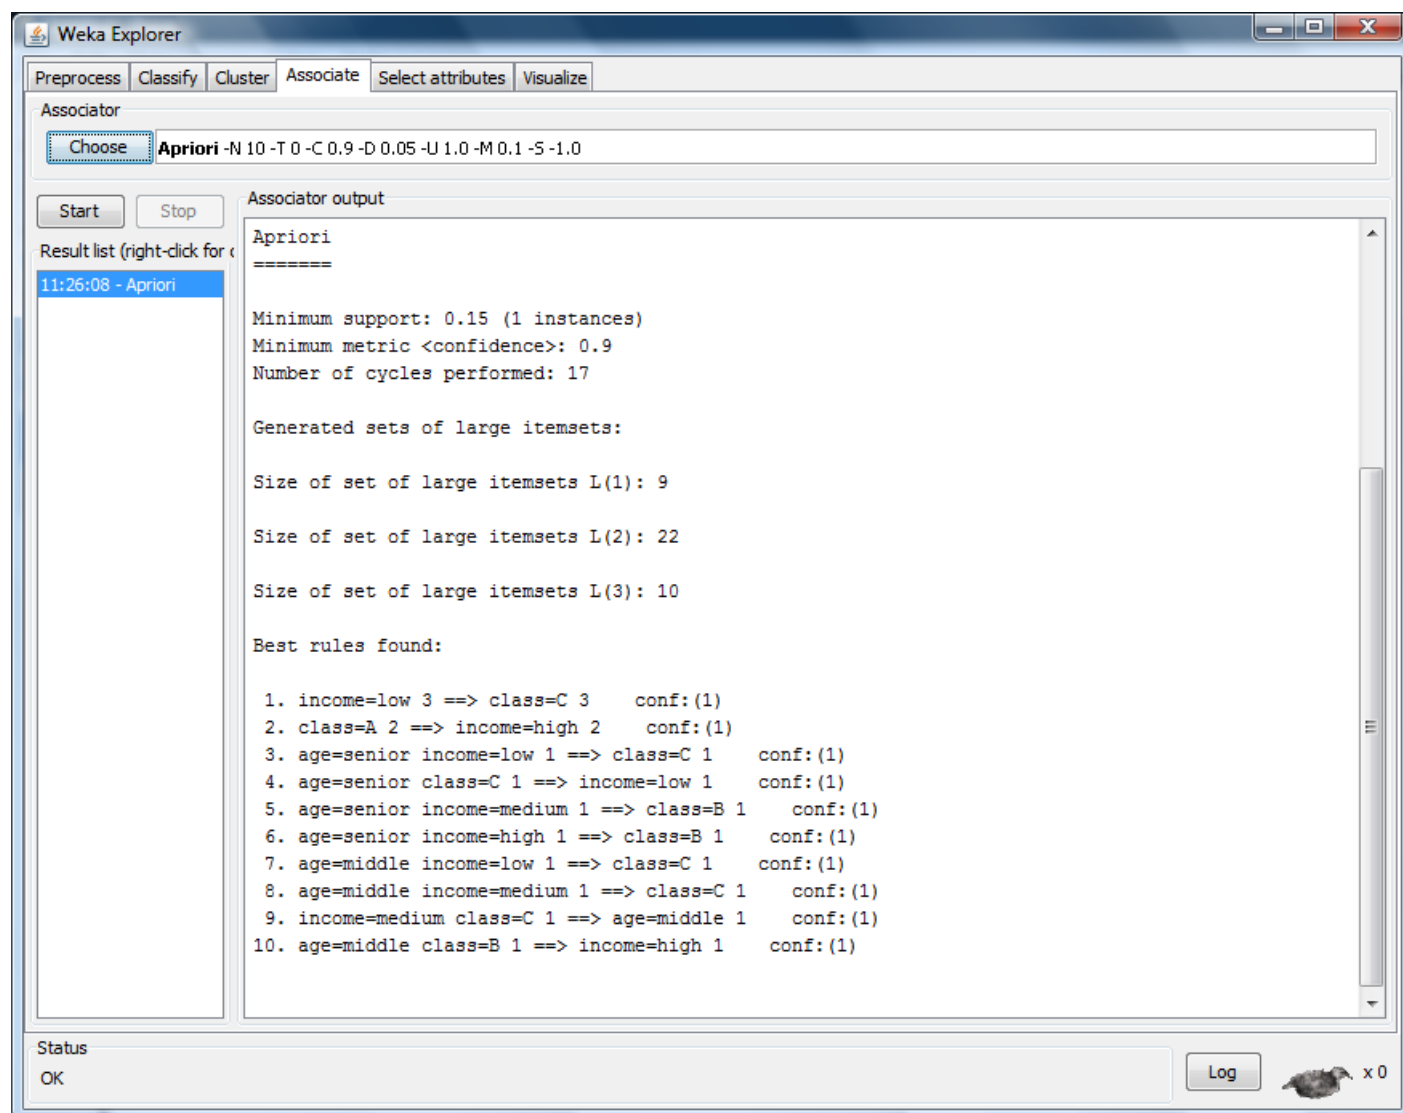 Weka Explorer
Preprocess Classify Cluster Associate Select attributes Visualize
Associator
Choose Apriori -N 10 -T 0 -C 0.9 -D 0.05 -U 1.0 -M 0.1 -S -1.0
Start Stop
Result list (right-click for
11:26:08 - Apriori
Associator output
Apriori
=======
Minimum support: 0.15 (1 instances)
Minimum metric <confidence>: 0.9
Number of cycles performed: 17
Generated sets of large itemsets:
Size of set of large itemsets L(1): 9
Size of set of large itemsets L(2): 22
Size of set of large itemsets L(3): 10
Best rules found:
1. income=low 3 ==> class=C 3 conf:(1)
2. class=A 2 ==> income=high 2 conf:(1)
3. age=senior income=low 1 ==> class=C 1 conf:(1)
4. age=senior class=C 1 ==> income=low 1 conf:(1)
5. age=senior income=medium 1 ==> class=B 1 conf:(1)
6. age=senior income=high 1 ==> class=B 1 conf:(1)
7. age=middle income=low 1 ==> class=C 1 conf:(1)
8. age=middle income=medium 1 ==> class=C 1 conf:(1)
9. income=medium class=C 1 ==> age=middle 1 conf:(1)
10. age=middle class=B 1 ==> income=high 1 conf:(1)
Status
OK
Log x 0